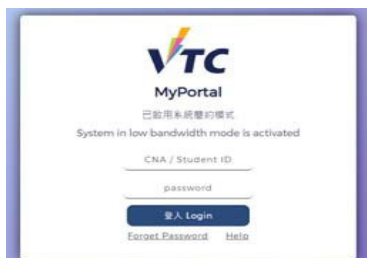 VTC
MyPortal
已啟用系統簡約模式
System in low bandwidth mode is activated
CNA / Student ID
password
登入 Login
Forget Password Help